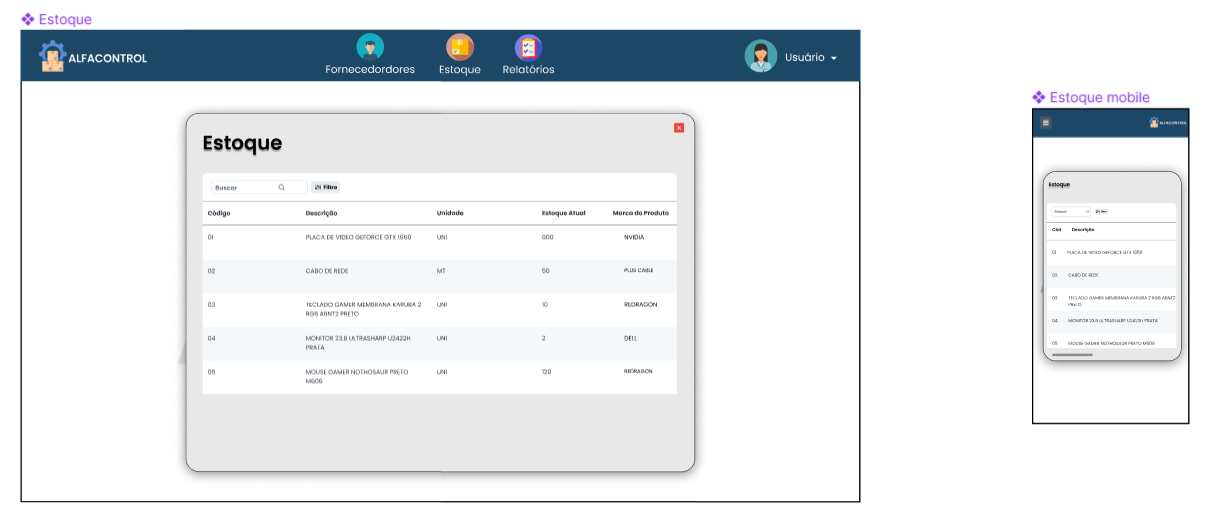 Estoque
ALFACONTROL
Fornecedordores Estoque Relatórios
Usuário
Estoque
Buscar Filtro
Código Descrição Unidade Estoque Atual Marca do Produto
01 PLACA DE VÍDEO GEFORCE GTX 1650 UNI 600 NVIDIA
02 CABO DE REDE MT 50 PLUS CABLE
03 TECLADO GAMER MEMBRANA KARURA 2 UNI 10 REDRAGON
RGB ABNT2 PRETO
04 MONITOR 23,8 ULTRASHARP U2422H UNI 2 DELL
PRATA
05 MOUSE GAMER NOTHOSAUR PRETO UNI 120 REDRAGON
M606
Estoque mobile
ALFACONTROL
Estoque
Buscar Filtro
Cód Descrição
01 PLACA DE VÍDEO GEFORCE GTX 1650
02 CABO DE REDE
03 TECLADO GAMER MEMBRANA KARURA 2 RGB ABNT2
PRETO
04 MONITOR 23,8 ULTRASHARP U2422H PRATA
05 MOUSE GAMER NOTHOSAUR PRETO M606